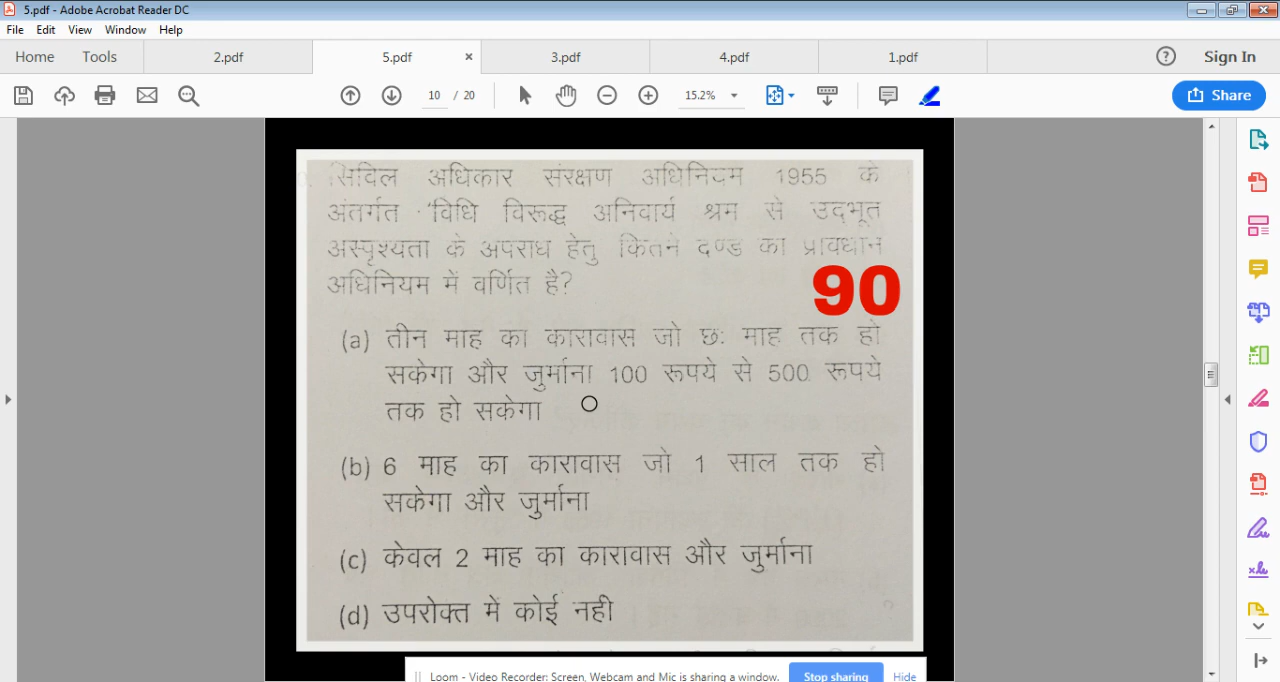 5.pdf - Adobe Acrobat Reader DC
File Edit View Window Help
Home Tools 2.pdf 5.pdf × 3.pdf 4.pdf 1.pdf ? Sign In
10 / 20 15.2% Share
सिविल अधिकार संरक्षण अधिनियम 1955 के
अंतर्गत 'विधि विरूद्ध अनिवार्य श्रम से उद्भूत
अस्पृश्यता के अपराध हेतु कितने दण्ड का प्रावधान
अधिनियम में वर्णित है?
90
(a) तीन माह का कारावास जो छः माह तक हो
सकेगा और जुर्माना 100 रूपये से 500 रूपये
तक हो सकेगा
(b) 6 माह का कारावास जो 1 साल तक हो
सकेगा और जुर्माना
(c) केवल 2 माह का कारावास और जुर्माना
(d) उपरोक्त में कोई नही
Loom - Video Recorder: Screen, Webcam and Mic is sharing a window. Stop sharing Hide